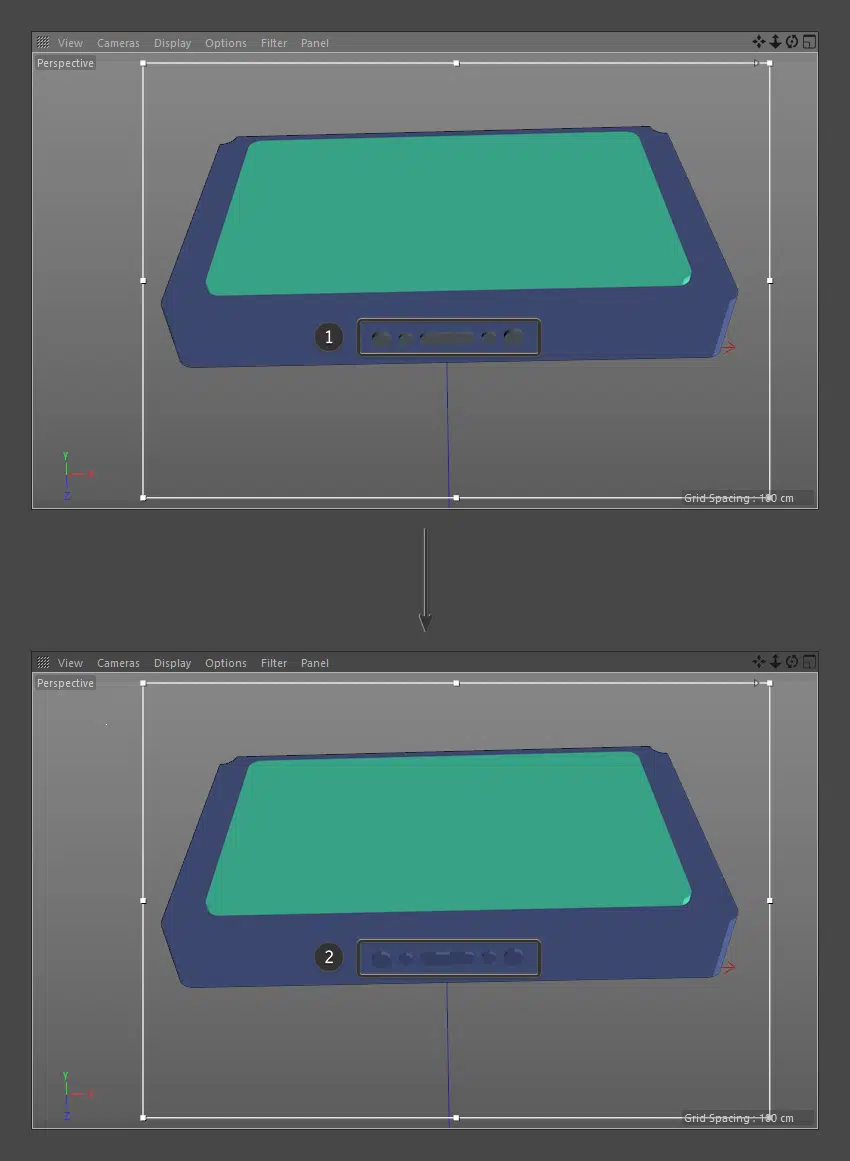 View Cameras Display Options Filter Panel
Perspective
1
Y
X
Z
Grid Spacing : 100 cm
View Cameras Display Options Filter Panel
Perspective
2
Y
X
Z
Grid Spacing : 100 cm